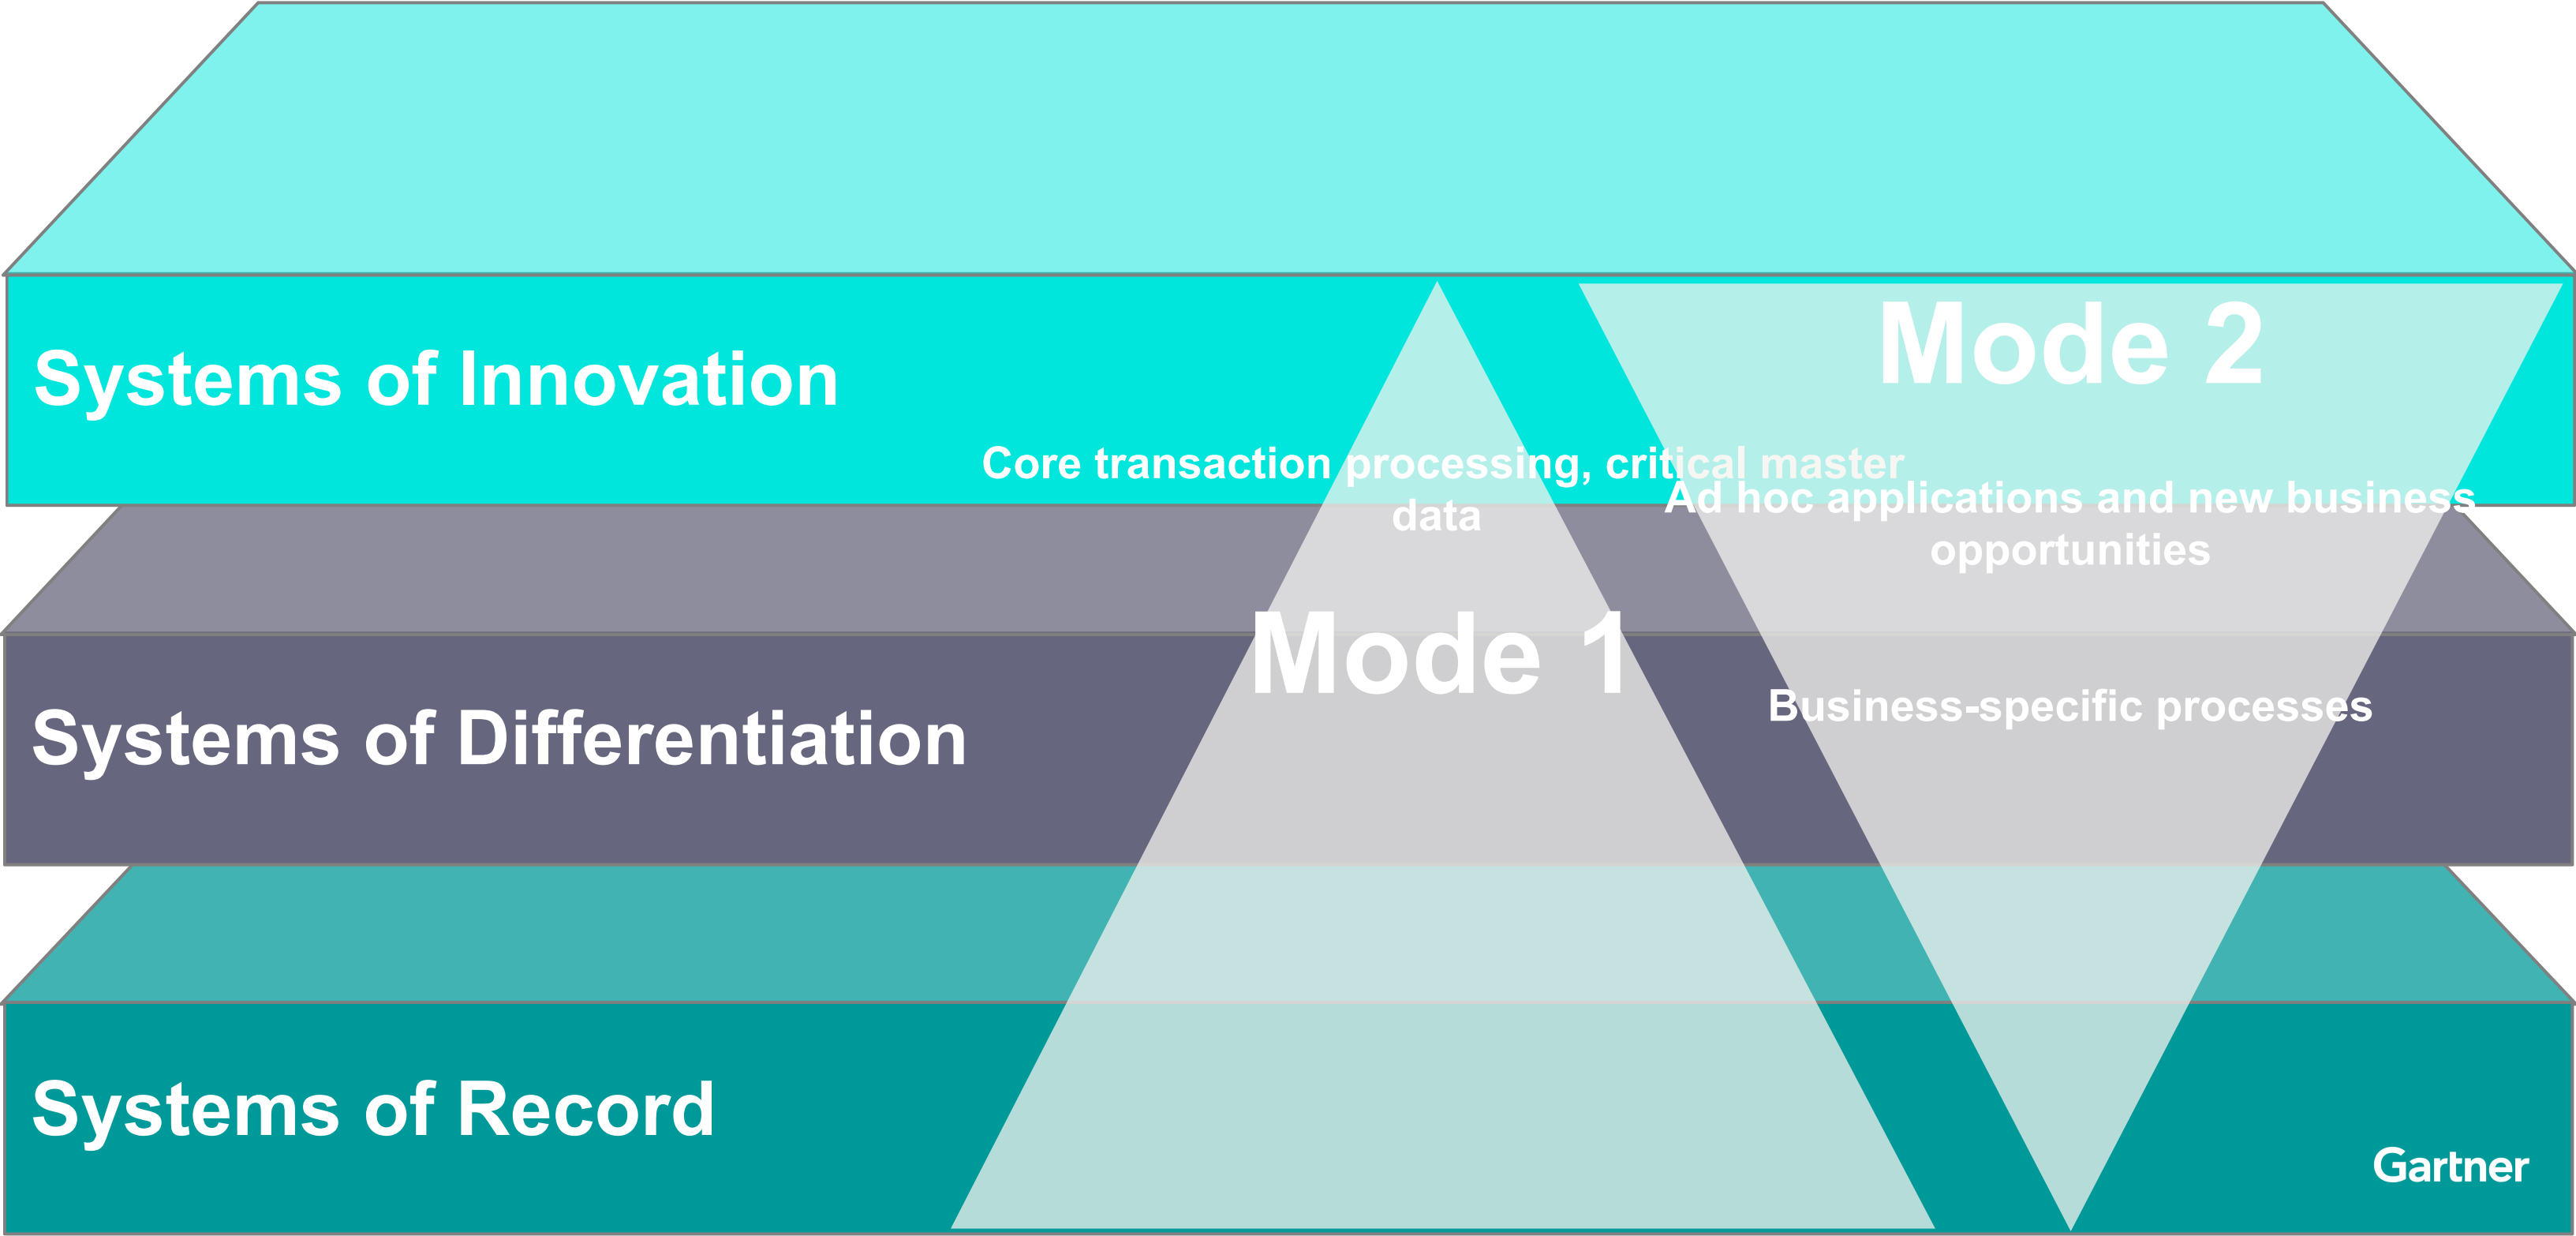 Mode 2
Systems of Innovation
Core transaction processing, critical master
data
Ad hoc applications and new business
opportunities
Mode 1
Business-specific processes
Systems of Differentiation
Systems of Record
Gartner